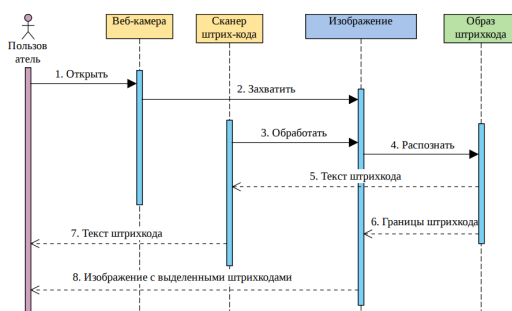 Пользов
атель
Веб-камера
Сканер
штрих-кода
Изображение
Образ
штрихкода
1. Открыть
2. Захватить
3. Обработать
4. Распознать
5. Текст штрихкода
6. Границы штрихкода
7. Текст штрихкода
8. Изображение с выделенными штрихкодами